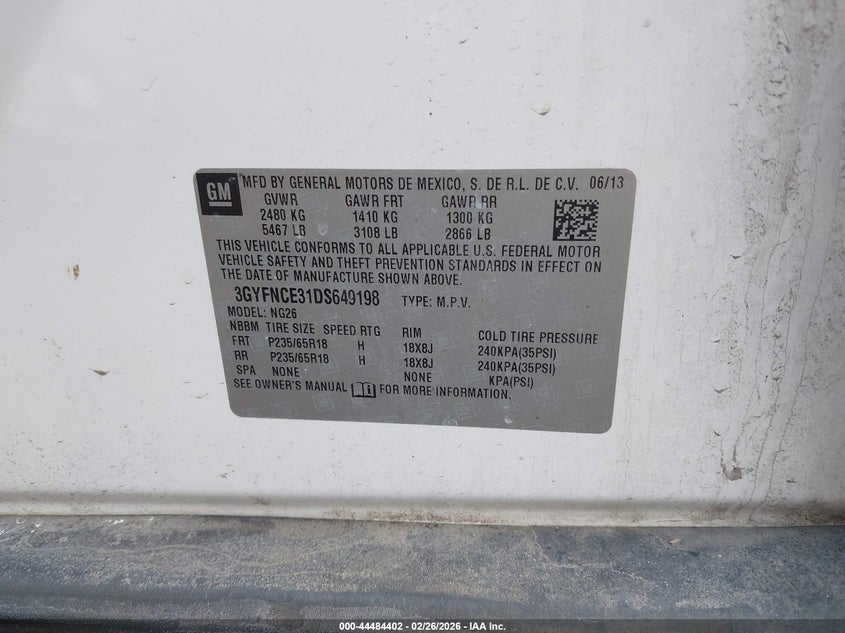 GM
MFD BY GENERAL MOTORS DE MEXICO, S. DE R.L. DE C.V. 06/13
GVWR GAWR FRT GAWR RR
2480 KG 1410 KG 1300 KG
5467 LB 3108 LB 2866 LB
THIS VEHICLE CONFORMS TO ALL APPLICABLE U.S. FEDERAL MOTOR
VEHICLE SAFETY AND THEFT PREVENTION STANDARDS IN EFFECT ON
THE DATE OF MANUFACTURE SHOWN ABOVE.
3GYFNCE31DS649198 TYPE: M.P.V.
MODEL: NG26
NBBM TIRE SIZE SPEED RTG RIM COLD TIRE PRESSURE
FRT P235/65R18 H 18X8J 240KPA(35PSI)
RR P235/65R18 H 18X8J 240KPA(35PSI)
SPA NONE NONE KPA(PSI)
SEE OWNER'S MANUAL FOR MORE INFORMATION.
000-44484402 - 02/26/2026 - IAA Inc.